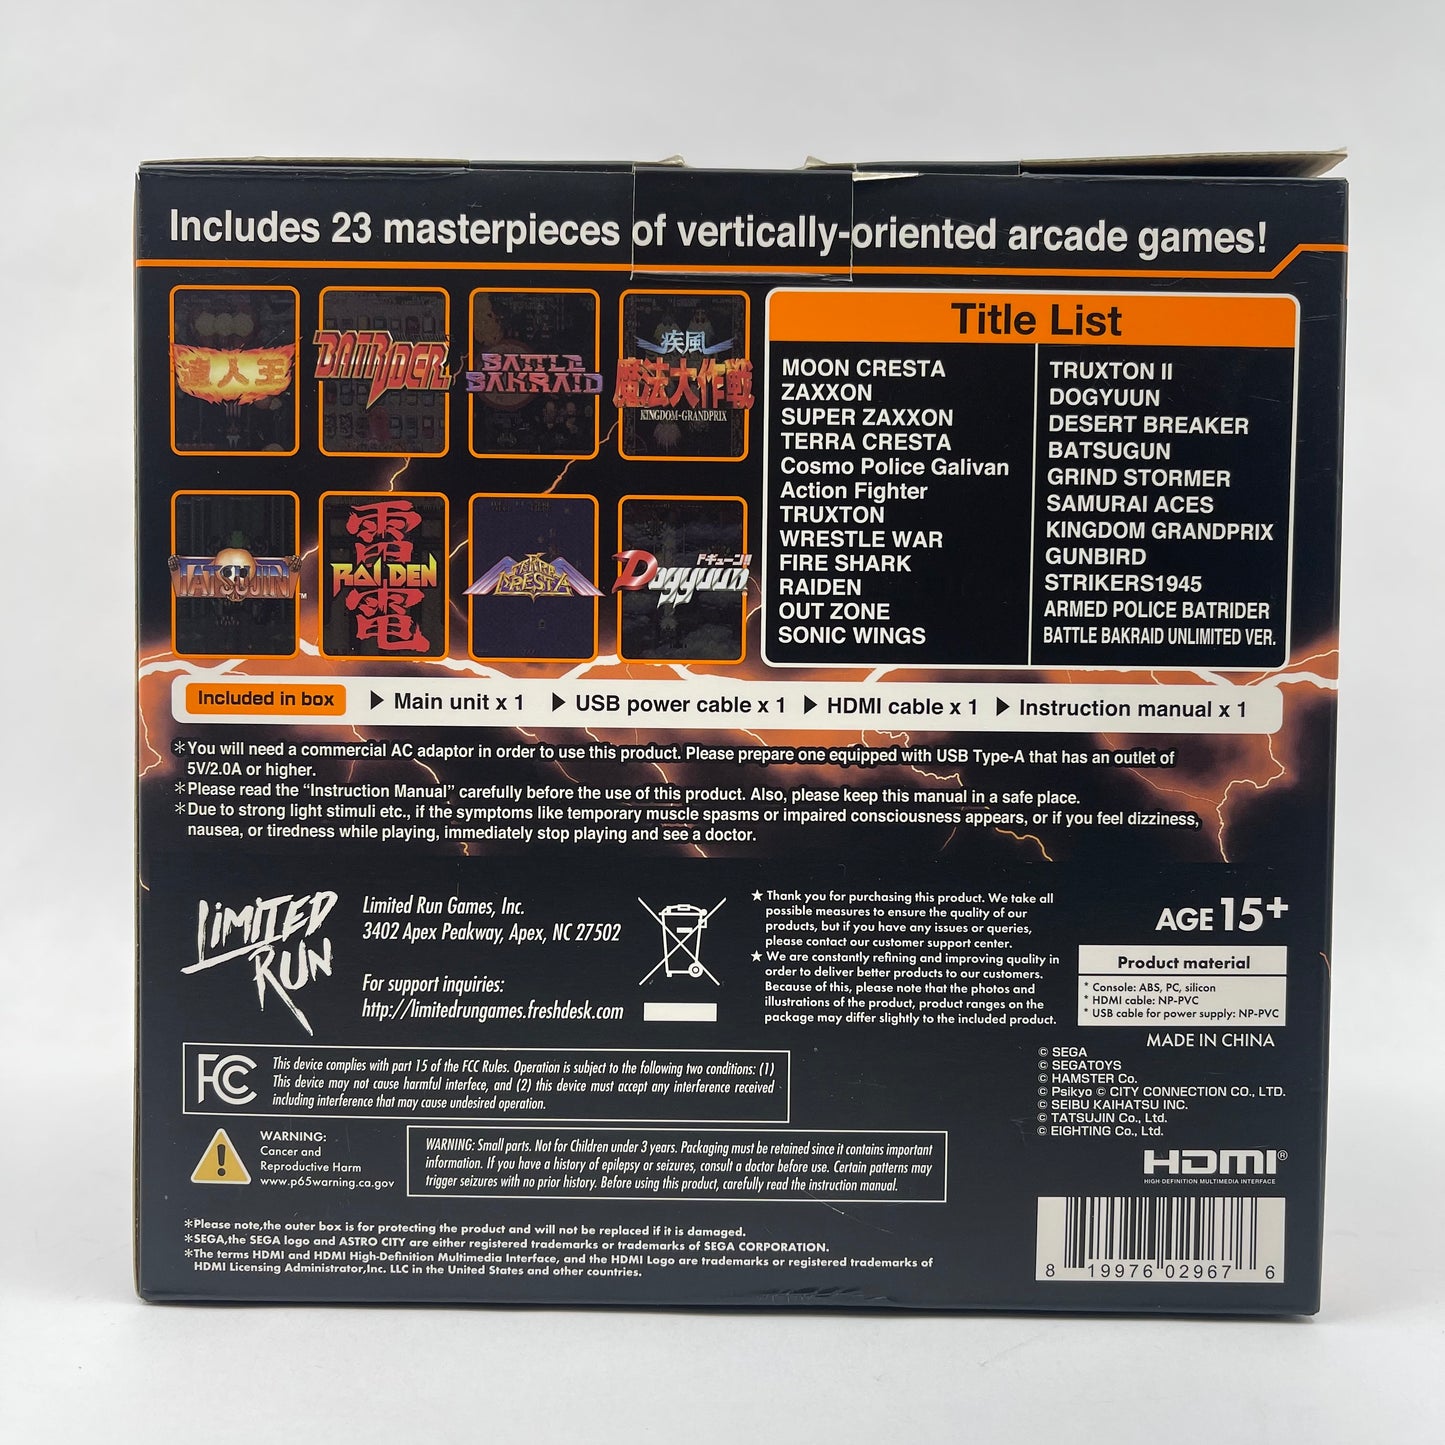 Includes 23 masterpieces of vertically-oriented arcade games!
達人王
BATRIDER
BATTLE
BAKRAID
疾風
魔法大作戦
KINGDOM-GRANDPRIX
TATSUJIN™
雷
RAIDEN
電
TERRA
CRESTA
ドギューン!!
Dogyuun
Title List
MOON CRESTA
ZAXXON
SUPER ZAXXON
TERRA CRESTA
Cosmo Police Galivan
Action Fighter
TRUXTON
WRESTLE WAR
FIRE SHARK
RAIDEN
OUT ZONE
SONIC WINGS
TRUXTON II
DOGYUUN
DESERT BREAKER
BATSUGUN
GRIND STORMER
SAMURAI ACES
KINGDOM GRANDPRIX
GUNBIRD
STRIKERS1945
ARMED POLICE BATRIDER
BATTLE BAKRAID UNLIMITED VER.
Included in box ▶ Main unit x 1 ▶ USB power cable x 1 ▶ HDMI cable x 1 ▶ Instruction manual x 1
＊You will need a commercial AC adaptor in order to use this product. Please prepare one equipped with USB Type-A that has an outlet of
5V/2.0A or higher.
＊Please read the “Instruction Manual” carefully before the use of this product. Also, please keep this manual in a safe place.
＊Due to strong light stimuli etc., if the symptoms like temporary muscle spasms or impaired consciousness appears, or if you feel dizziness,
nausea, or tiredness while playing, immediately stop playing and see a doctor.
LIMITED
RUN
Limited Run Games, Inc.
3402 Apex Peakway, Apex, NC 27502
For support inquiries:
http://limitedrungames.freshdesk.com
★ Thank you for purchasing this product. We take all
possible measures to ensure the quality of our
products, but if you have any issues or queries,
please contact our customer support center.
★ We are constantly refining and improving quality in
order to deliver better products to our customers.
Because of this, please note that the photos and
illustrations of the product, product ranges on the
package may differ slightly to the included product.
AGE 15+
Product material
* Console: ABS, PC, silicon
* HDMI cable: NP-PVC
* USB cable for power supply: NP-PVC
MADE IN CHINA
© SEGA
© SEGATOYS
© HAMSTER Co.
© Psikyo © CITY CONNECTION CO., LTD.
© SEIBU KAIHATSU INC.
© TATSUJIN Co., Ltd.
© EIGHTING Co., Ltd.
FC
This device complies with part 15 of the FCC Rules. Operation is subject to the following two conditions: (1)
This device may not cause harmful interfece, and (2) this device must accept any interference received
including interference that may cause undesired operation.
WARNING:
Cancer and
Reproductive Harm
www.p65warning.ca.gov
WARNING: Small parts. Not for Children under 3 years. Packaging must be retained since it contains important
information. If you have a history of epilepsy or seizures, consult a doctor before use. Certain patterns may
trigger seizures with no prior history. Before using this product, carefully read the instruction manual.
HDMI®
HIGH-DEFINITION MULTIMEDIA INTERFACE
＊Please note,the outer box is for protecting the product and will not be replaced if it is damaged.
＊SEGA,the SEGA logo and ASTRO CITY are either registered trademarks or trademarks of SEGA CORPORATION.
＊The terms HDMI and HDMI High-Definition Multimedia Interface, and the HDMI Logo are trademarks or registered trademarks of
HDMI Licensing Administrator,Inc. LLC in the United States and other countries.
8 19976 02967 6